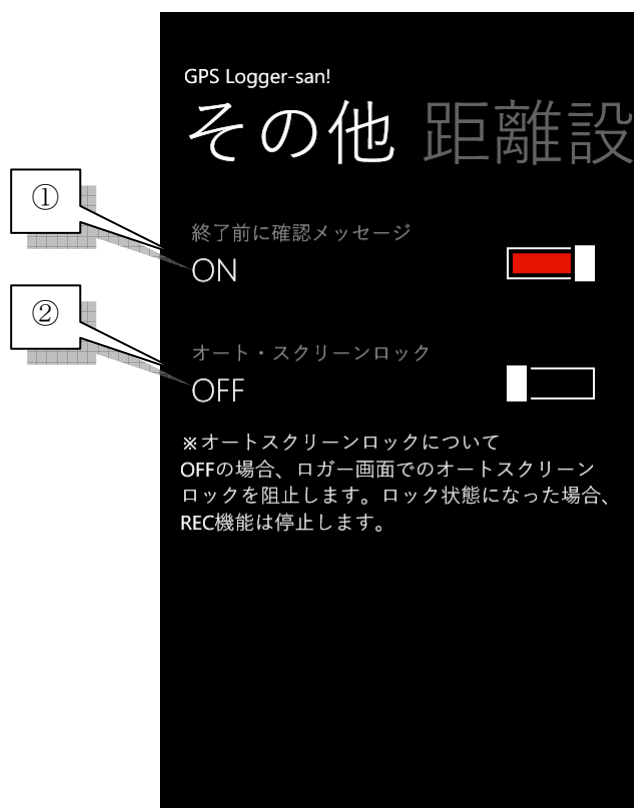 GPS Logger-san!
その他 距離設
①
終了前に確認メッセージ
ON
②
オート・スクリーンロック
OFF
※オートスクリーンロックについて
OFFの場合、ロガー画面でのオートスクリーン
ロックを阻止します。ロック状態になった場合、
REC機能は停止します。